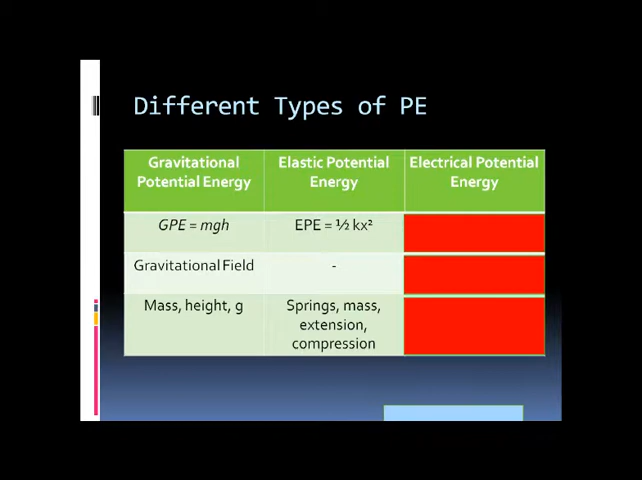 Different Types of PE
Gravitational
Potential Energy
Elastic Potential
Energy
Electrical Potential
Energy
GPE = mgh
EPE = ½ kx²
Gravitational Field
-
Mass, height, g
Springs, mass,
extension,
compression